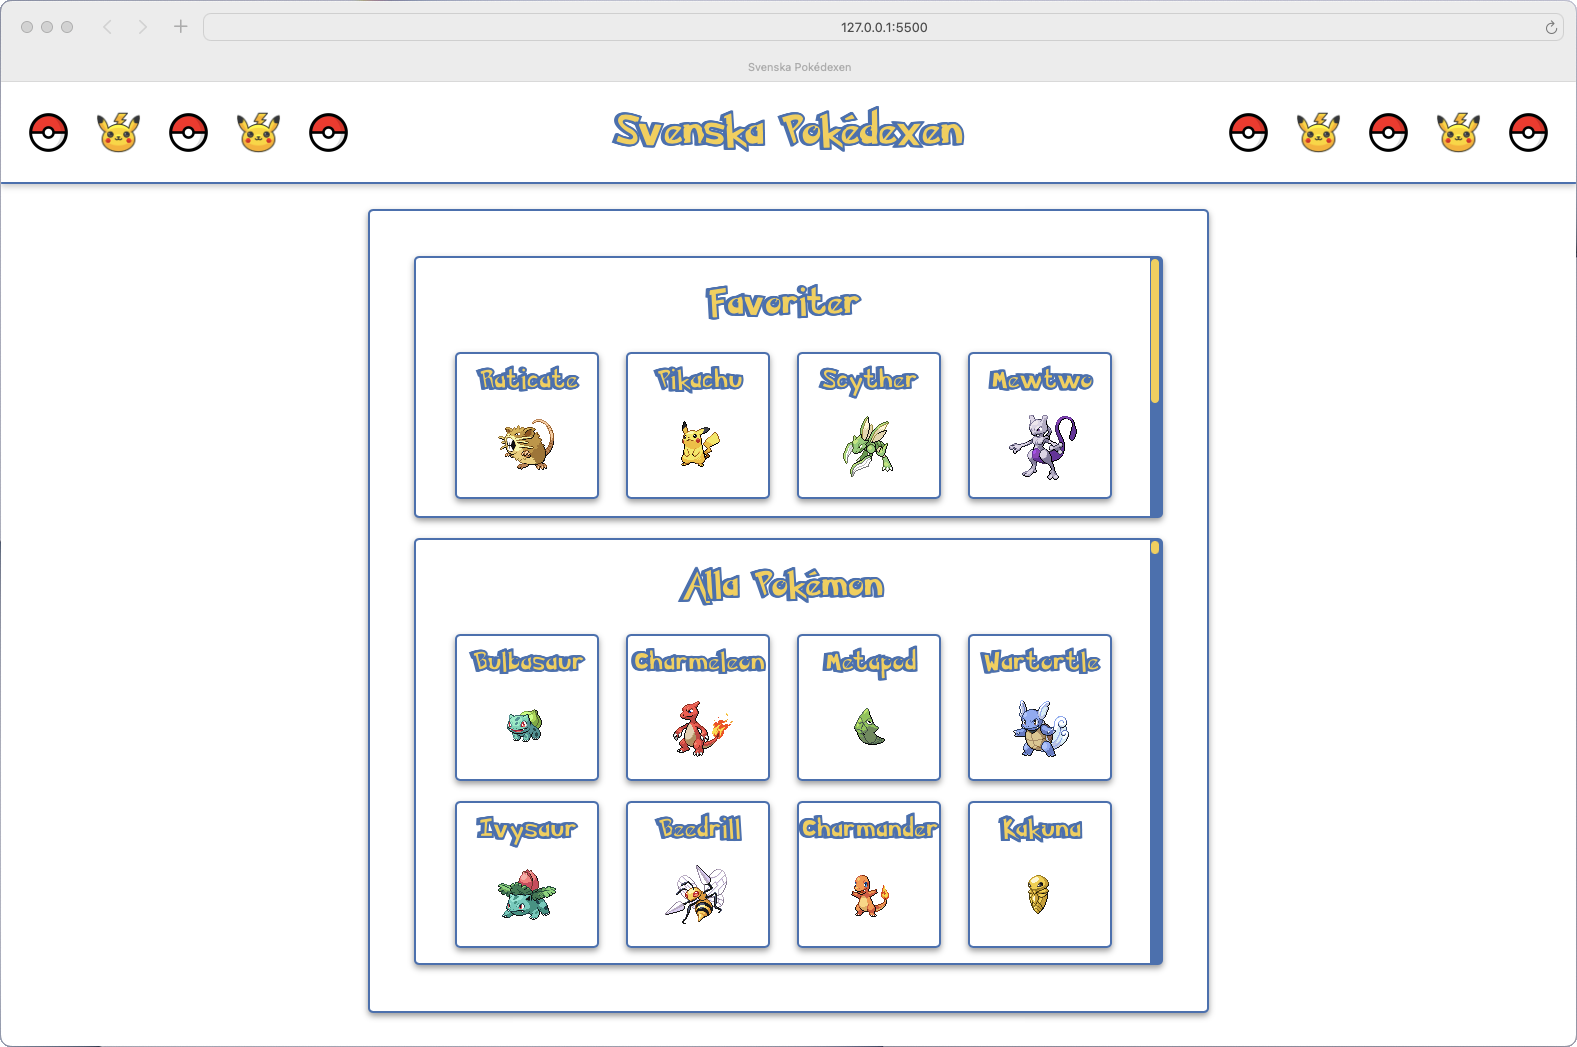 127.0.0.1:5500
Svenska Pokédexen
Svenska Pokédexen
Favoriter
Raticate Pikachu Scyther Mewtwo
Alla Pokémon
Bulbasaur Charmeleon Metapod Wartortle
Ivysaur Beedrill Charmander Kakuna